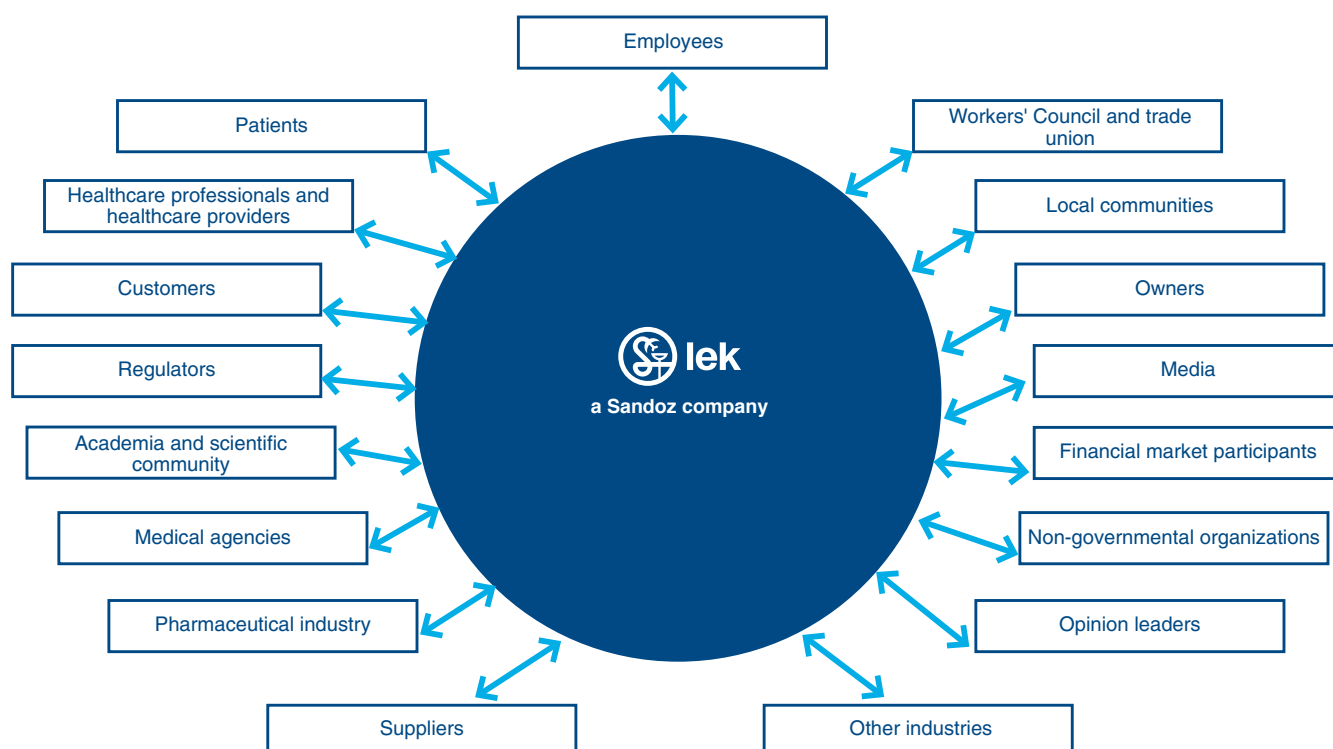 Employees
Patients
Workers' Council and trade
union
Healthcare professionals and
healthcare providers
Local communities
Customers
Owners
lek
a Sandoz company
Regulators
Media
Academia and scientific
community
Financial market participants
Medical agencies
Non-governmental organizations
Pharmaceutical industry
Opinion leaders
Suppliers
Other industries